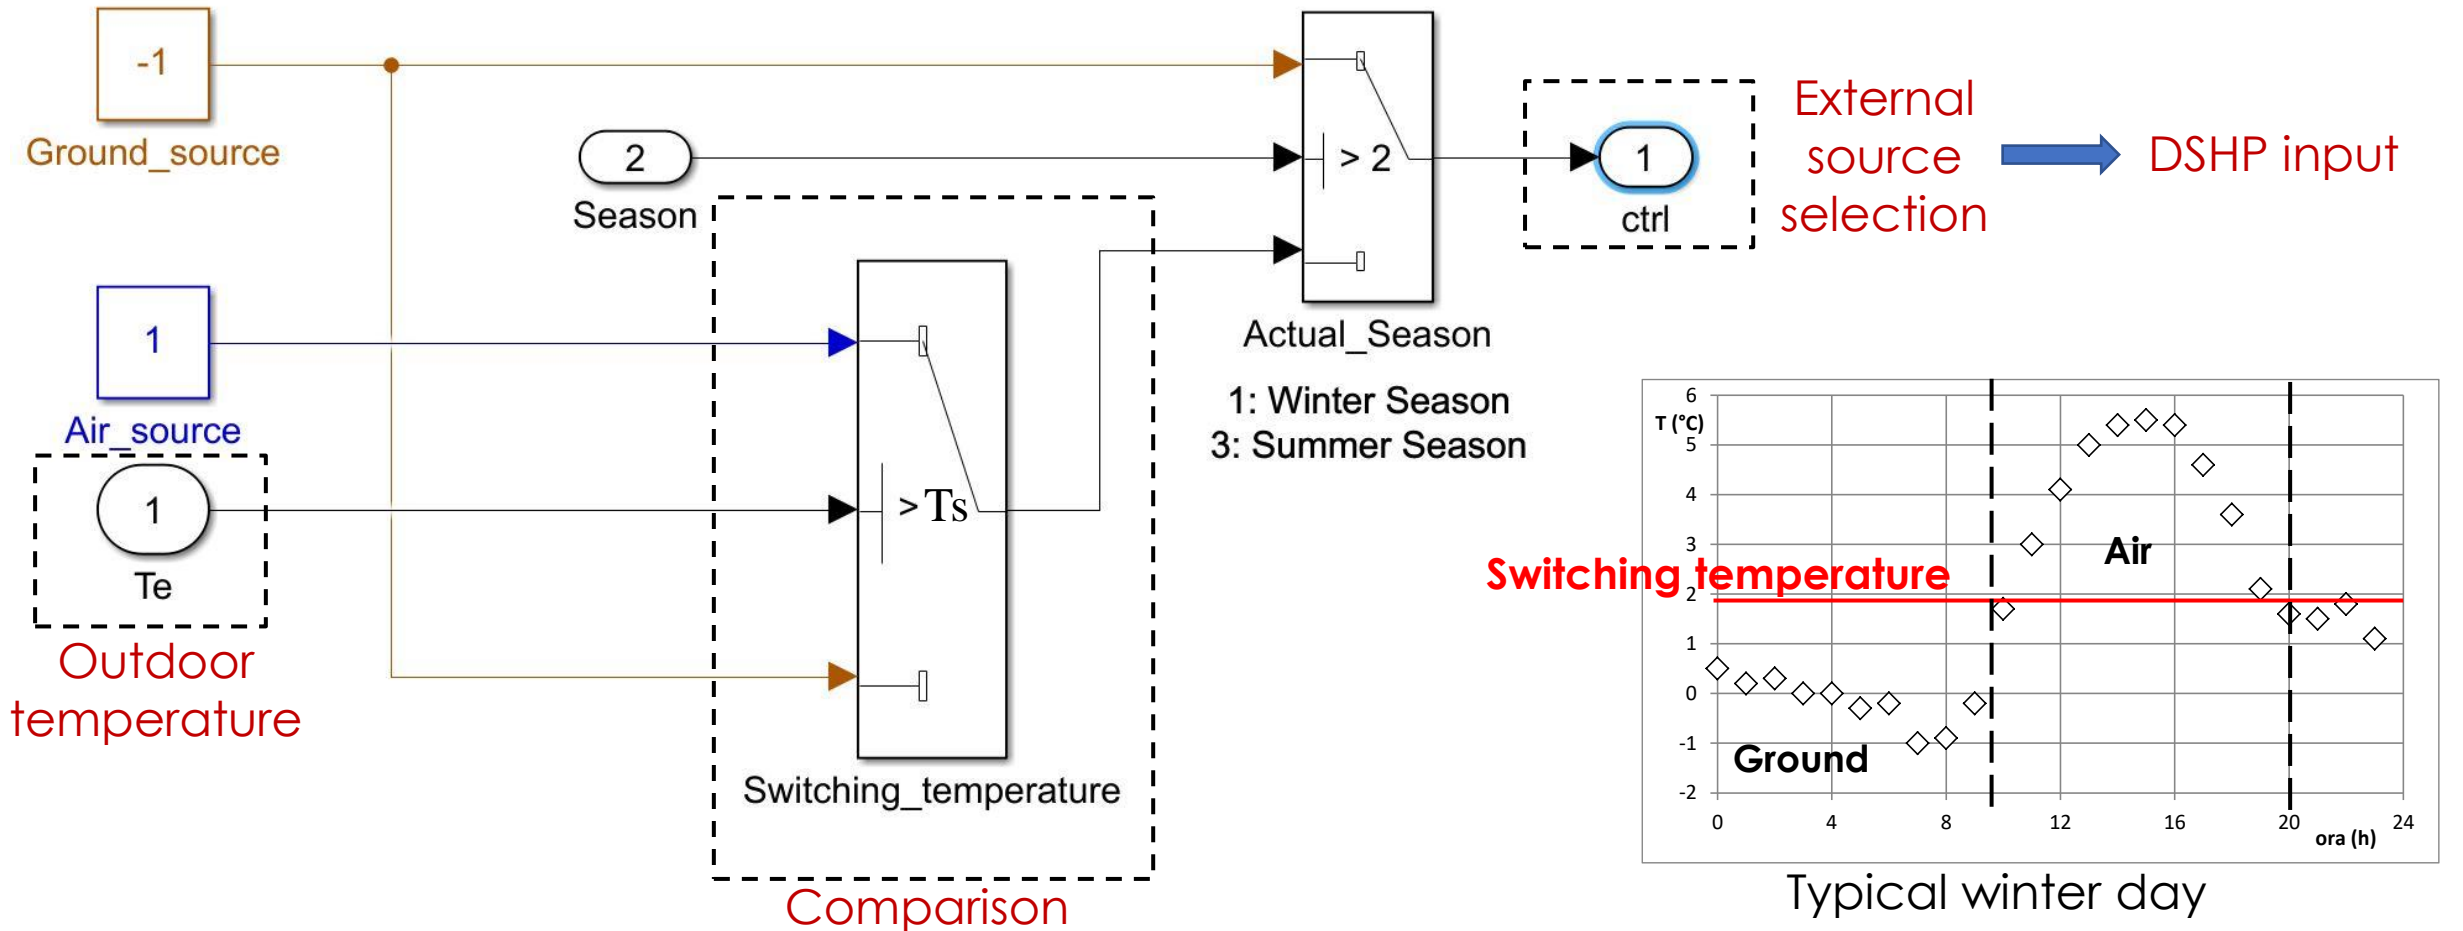 -1
Ground_source
2
Season
> 2
Actual_Season
1: Winter Season
3: Summer Season
1
ctrl
External
source
selection
DSHP input
1
Air_source
1
Te
Outdoor
temperature
> Ts
Switching_temperature
Comparison
Switching temperature
T (°C)
6
5
4
3
2
1
0
-1
-2
Air
Ground
0 4 8 12 16 20 24
ora (h)
Typical winter day